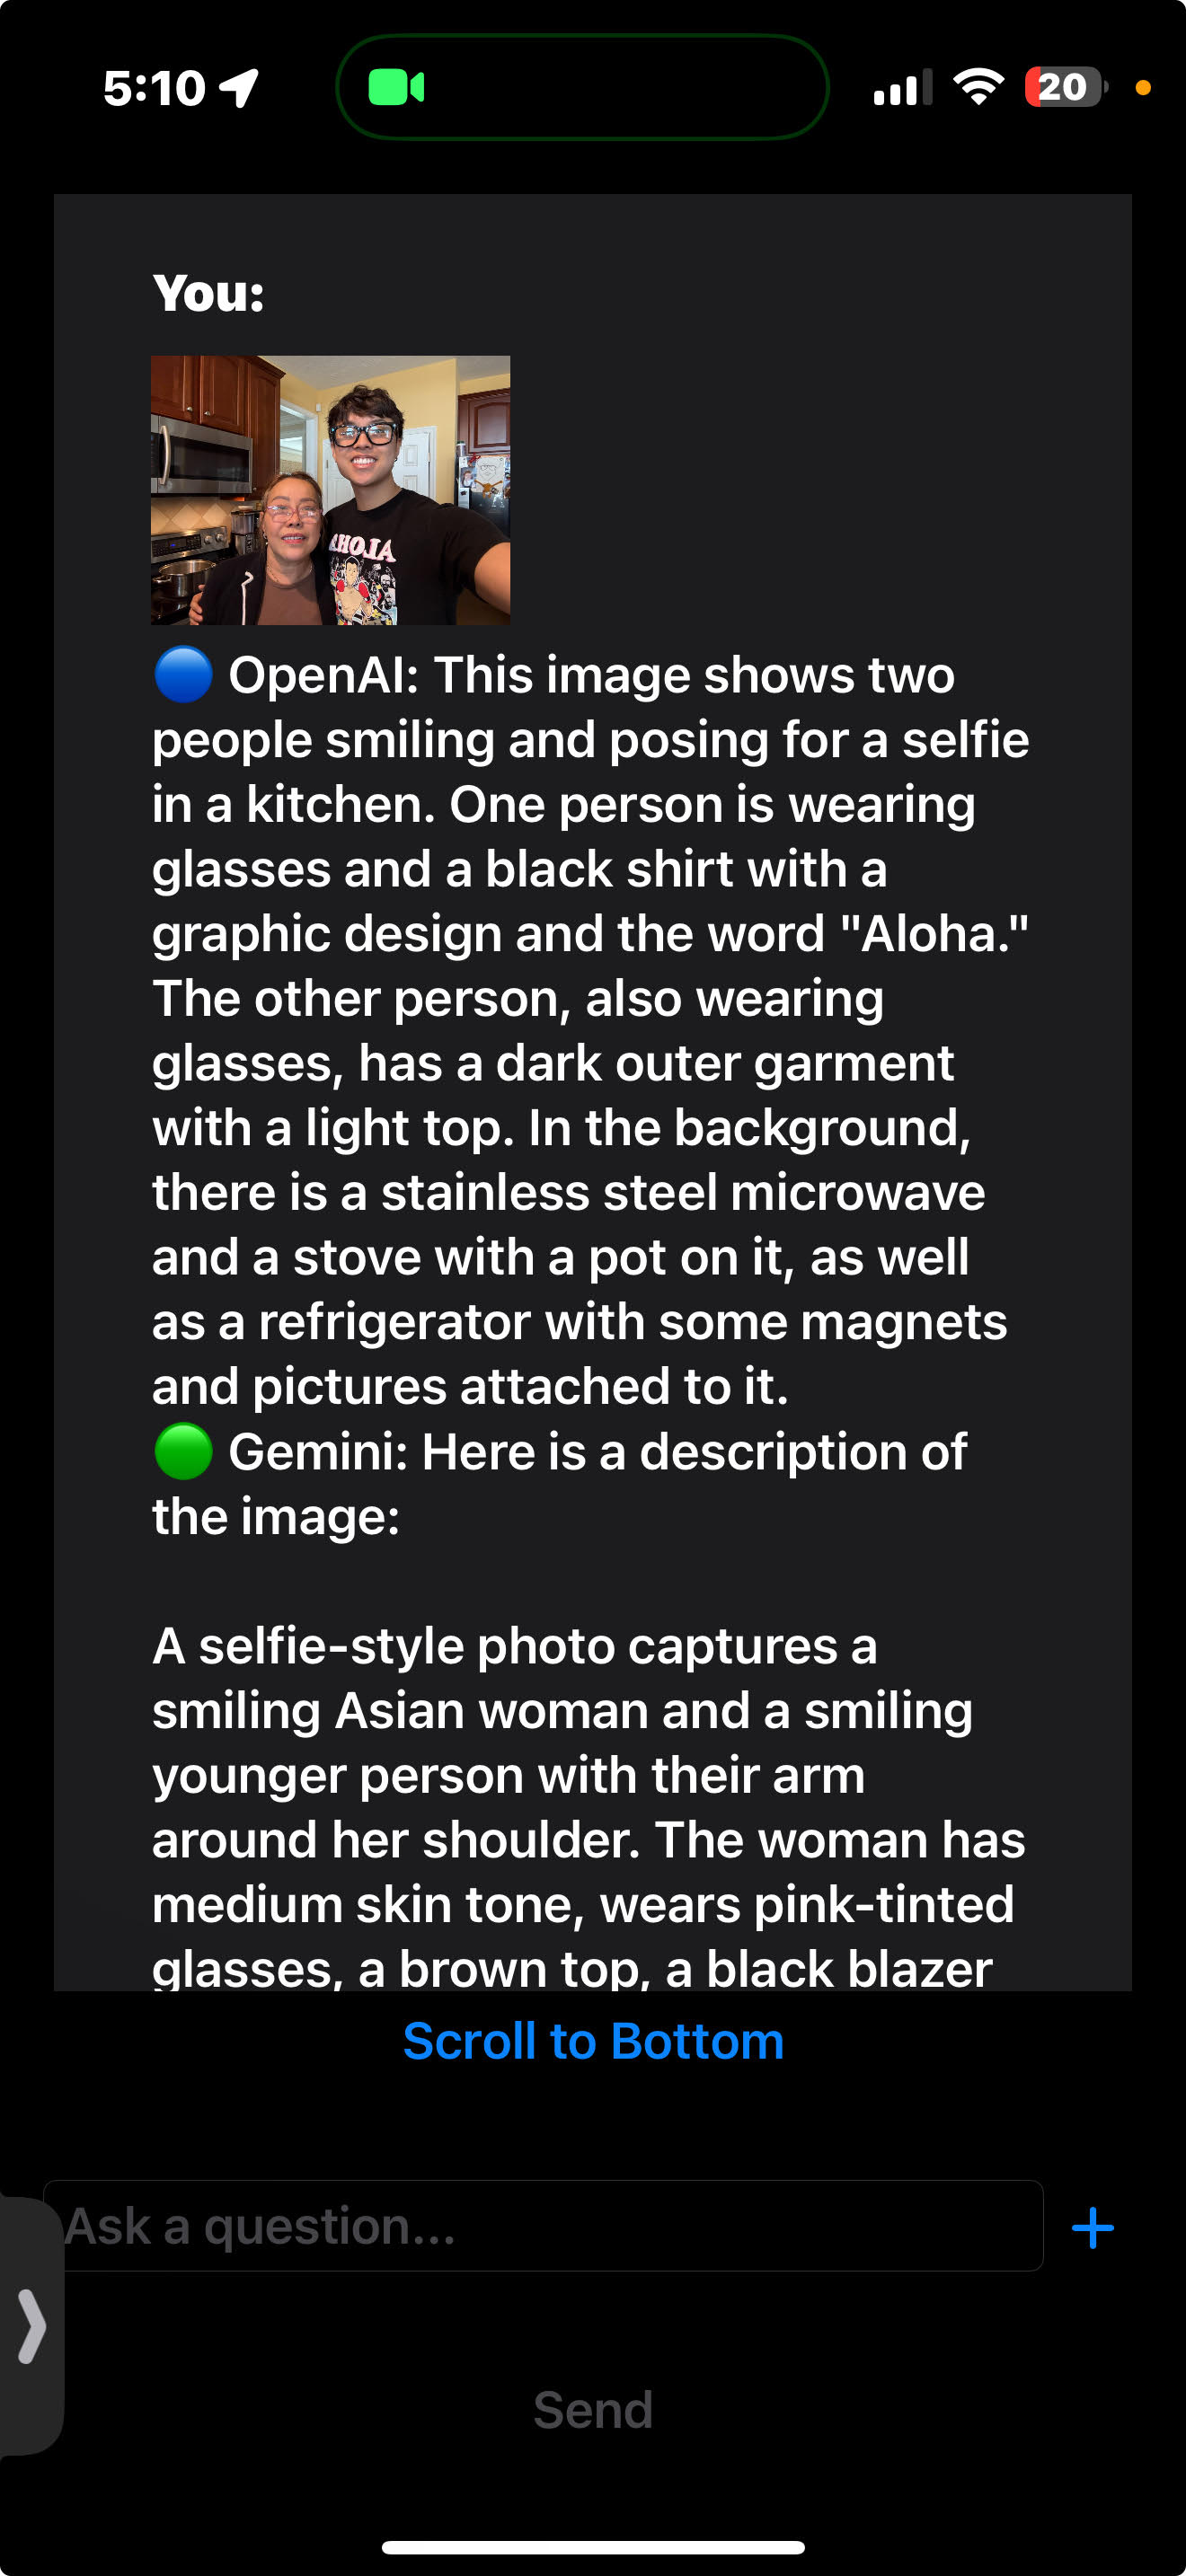 5:10
20
You:
ALOHA
🔵 OpenAI: This image shows two
people smiling and posing for a selfie
in a kitchen. One person is wearing
glasses and a black shirt with a
graphic design and the word "Aloha."
The other person, also wearing
glasses, has a dark outer garment
with a light top. In the background,
there is a stainless steel microwave
and a stove with a pot on it, as well
as a refrigerator with some magnets
and pictures attached to it.
🟢 Gemini: Here is a description of
the image:
A selfie-style photo captures a
smiling Asian woman and a smiling
younger person with their arm
around her shoulder. The woman has
medium skin tone, wears pink-tinted
glasses, a brown top, a black blazer
Scroll to Bottom
Ask a question...
Send